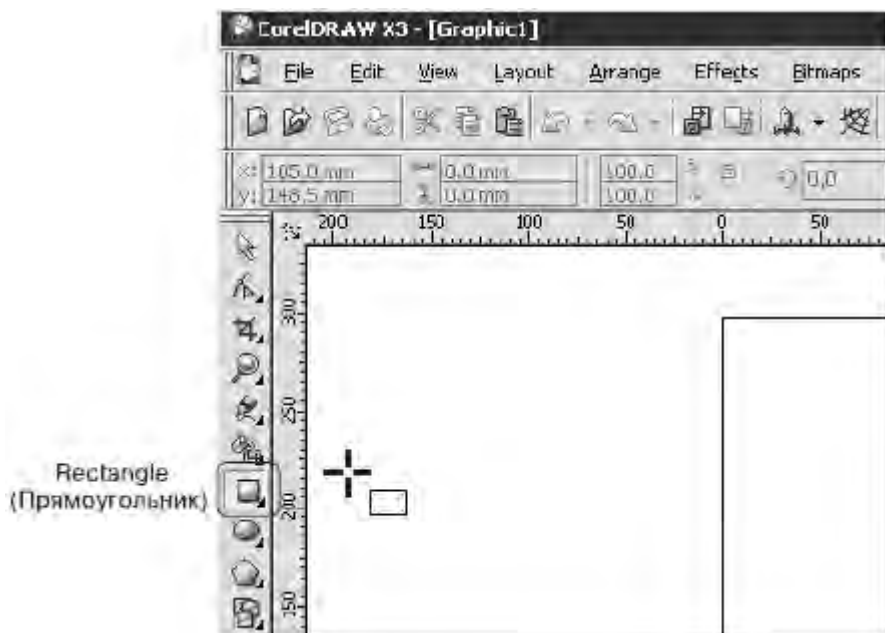 CorelDRAW X3 - [Graphic1]
File Edit View Layout Arrange Effects Bitmaps
x: 105.0 mm 0.0 mm 100.0
y: 148.5 mm 0.0 mm 100.0
0,0
200 150 100 50 0 50
300
250
200
150
Rectangle
(Прямоугольник)